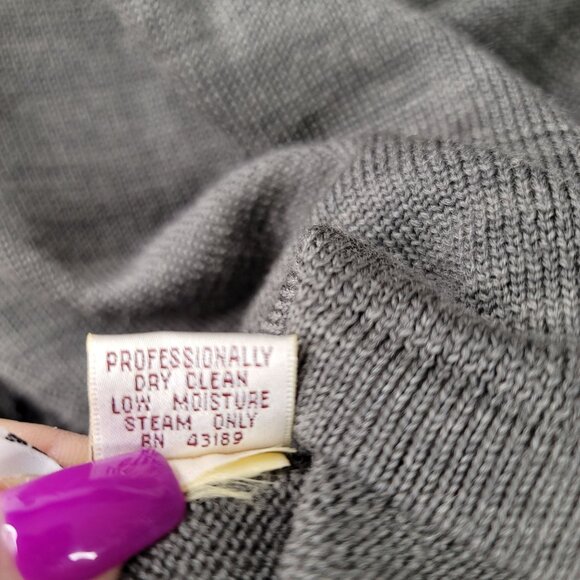 PROFESSIONALLY
DRY CLEAN
LOW MOISTURE
STEAM ONLY
RN 43189